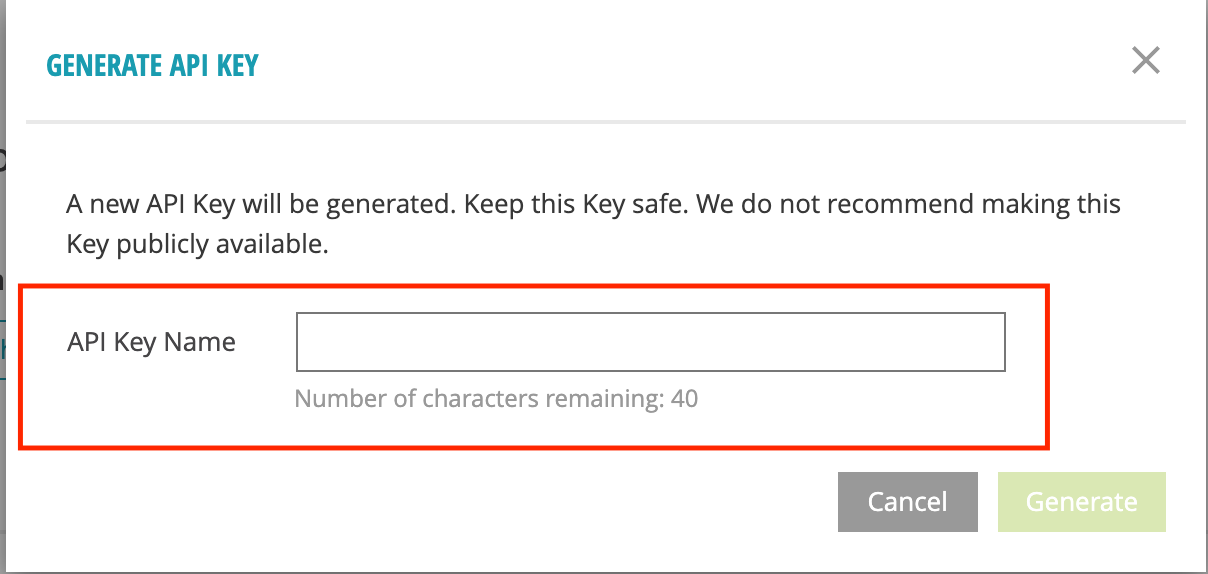 GENERATE API KEY
A new API Key will be generated. Keep this Key safe. We do not recommend making this
Key publicly available.
API Key Name
Number of characters remaining: 40
Cancel
Generate